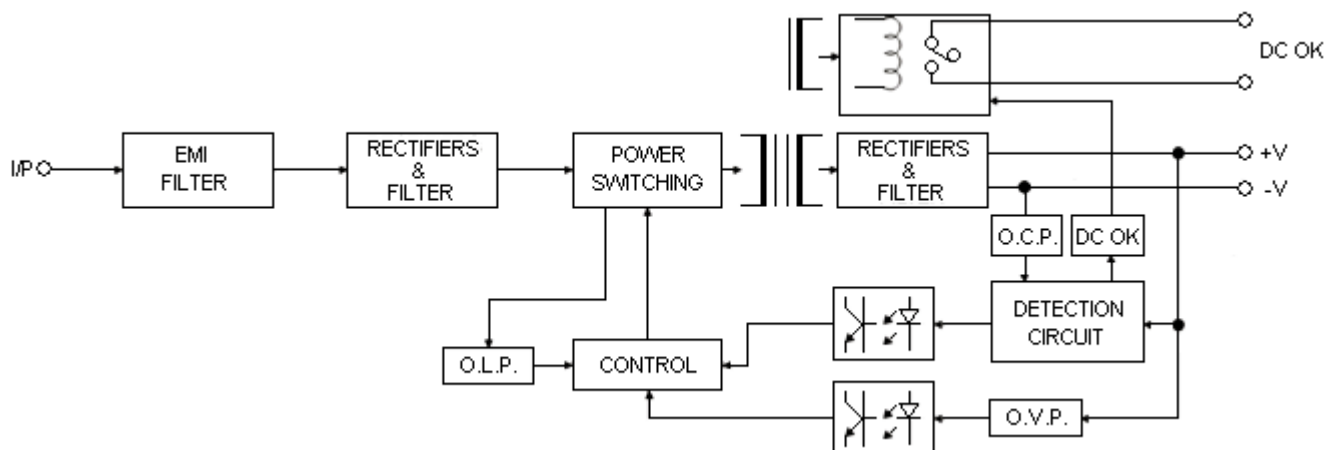 DC OK
I/P
EMI
FILTER
RECTIFIERS
&
FILTER
POWER
SWITCHING
RECTIFIERS
&
FILTER
+V
-V
O.C.P.
DC OK
DETECTION
CIRCUIT
O.L.P.
CONTROL
O.V.P.